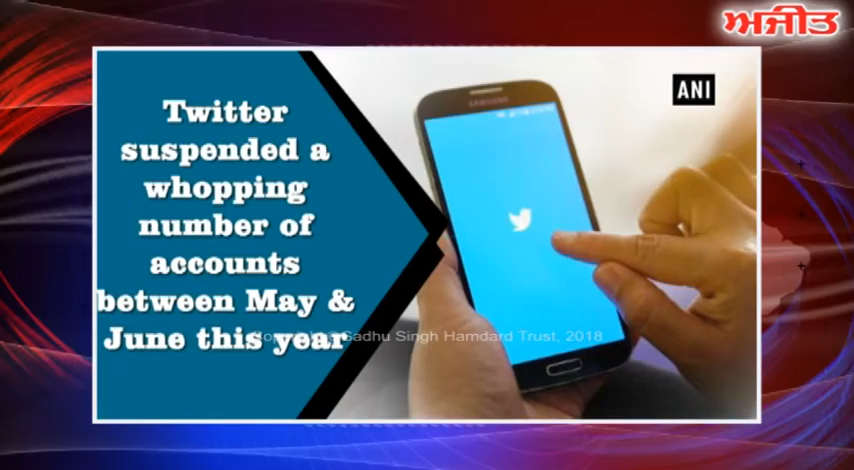 ਅਜੀਤ
ANI
Twitter
suspended a
whopping
number of
accounts
between May &
June this year
SAMSUNG
Sadhu Singh Hamdard Trust, 2018